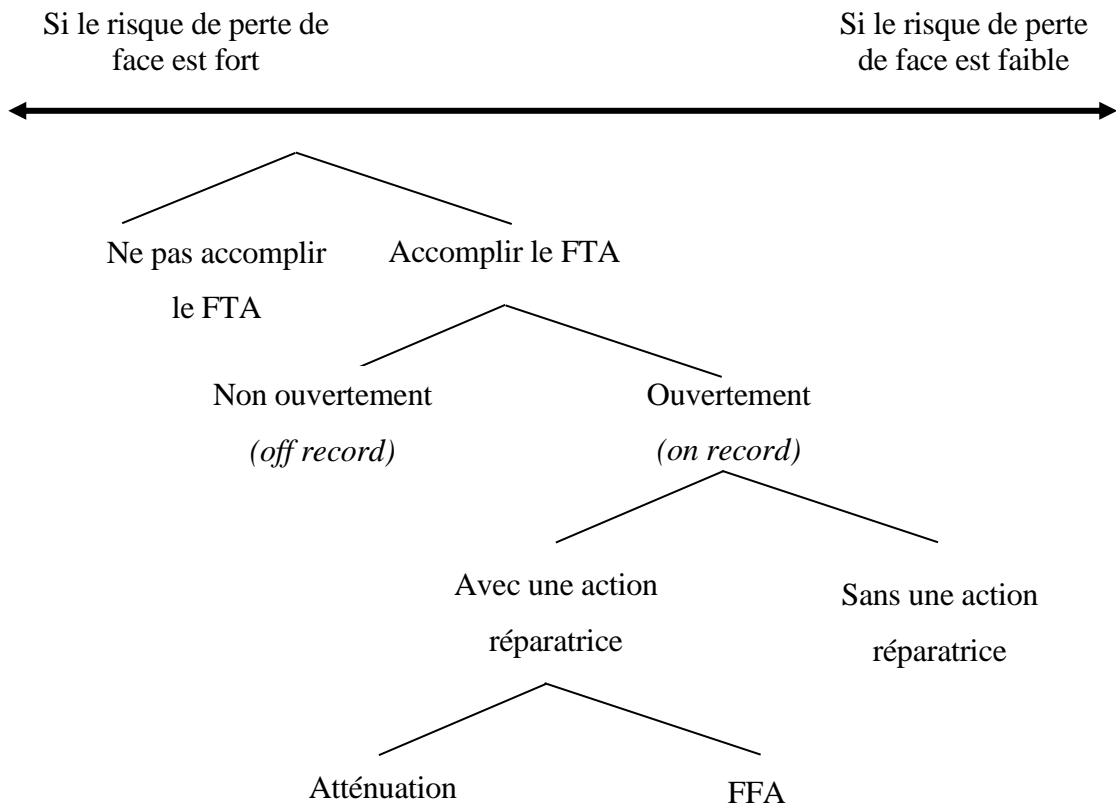 Si le risque de perte de
face est fort
Si le risque de perte
de face est faible
Ne pas accomplir
le FTA
Accomplir le FTA
Non ouvertement
(off record)
Ouvertement
(on record)
Avec une action
réparatrice
Sans une action
réparatrice
Atténuation
FFA